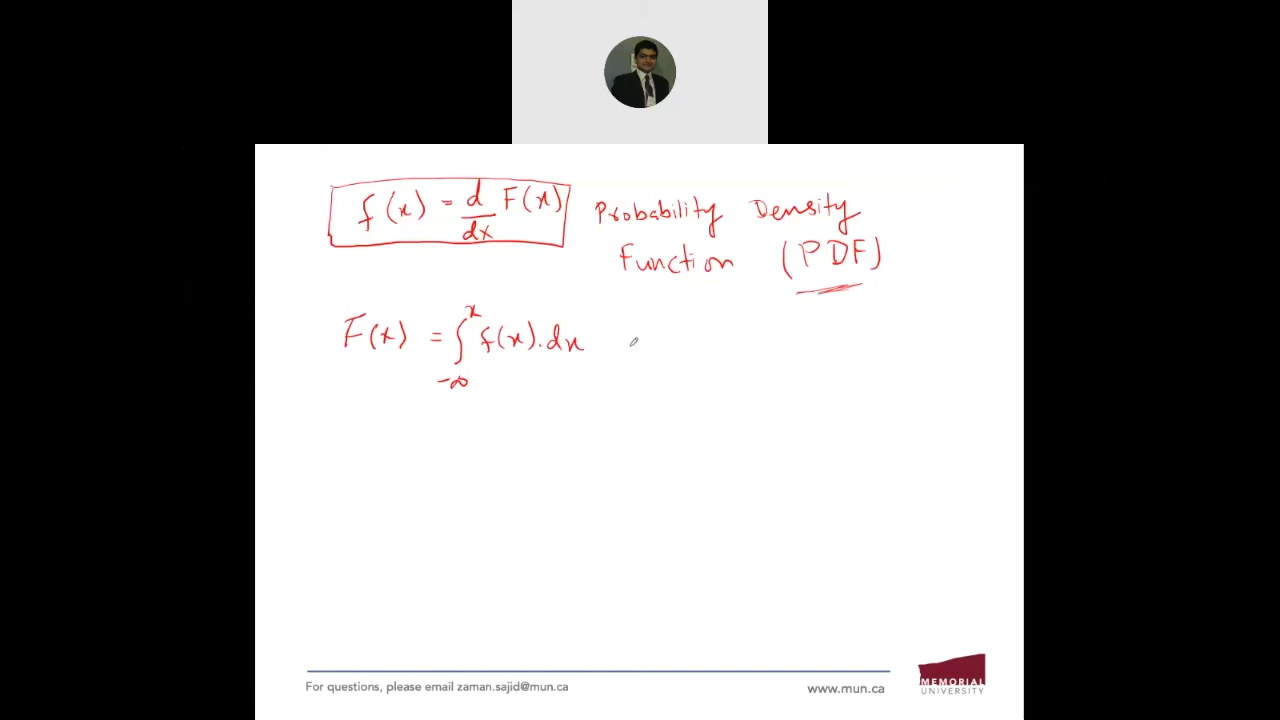 f(x) = d/dx F(x) Probability Density
Function (PDF)
F(x) = ∫_{-∞}^{x} f(x).dx
For questions, please email zaman.sajid@mun.ca
www.mun.ca
MEMORIAL
UNIVERSITY